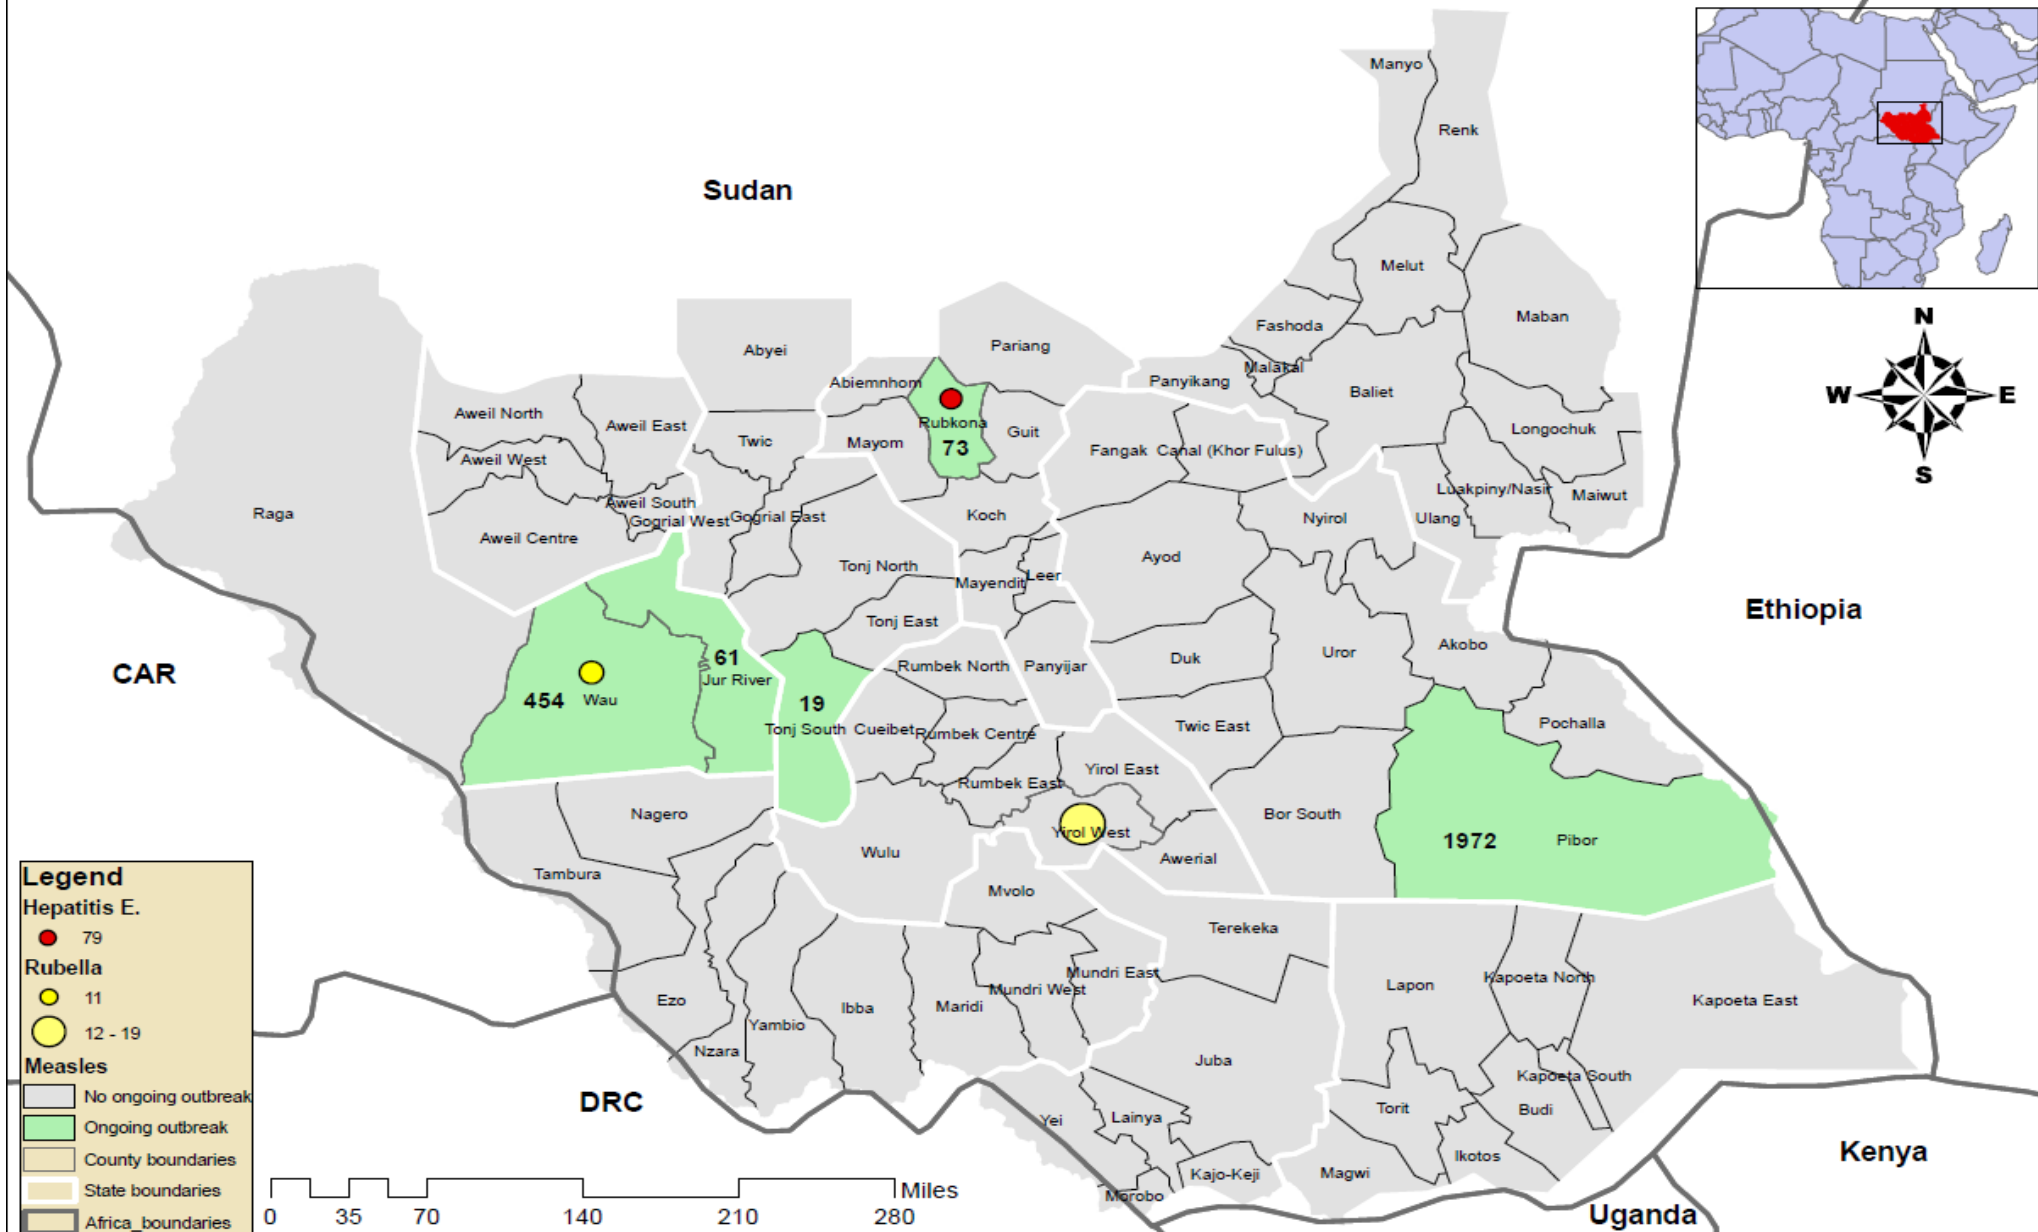 Manyo
Renk
Sudan
Melut
Maban
N
Fashoda
Abyei
Pariang
Malakal
Abiemnhom
Panyikang
Baliet
W
E
Aweil North
Aweil East
Twic
Mayom
Rubkona
73
Guit
Fangak
Canal (Khor Fulus)
Longochuk
S
Aweil West
Aweil South
Gogrial West
Gogrial East
Koch
Nyirol
Ulang
Luakpiny/Nasir
Maiwut
Raga
Aweil Centre
Tonj North
Mayendit
Leer
Ayod
Ethiopia
Tonj East
CAR
61
Jur River
Rumbek North
Panyijar
Duk
Uror
Akobo
454
Wau
19
Tonj South
Cueibet
Rumbek Centre
Twic East
Pochalla
Rumbek East
Yirol East
Nagero
Bor South
1972
Pibor
Yirol West
Wulu
Awerial
Tambura
Mvolo
Terekeka
Mundri East
Lapon
Kapoeta North
Kapoeta East
Ezo
Yambio
Ibba
Maridi
Mundri West
Nzara
Juba
Kapoeta South
DRC
Yei
Lainya
Torit
Budi
Kenya
Morobo
Kajo-Keji
Magwi
Ikotos
Uganda
Legend
Hepatitis E.
79
Rubella
11
12 - 19
Measles
No ongoing outbreak
Ongoing outbreak
County boundaries
State boundaries
Africa_boundaries
Miles
0 35 70 140 210 280